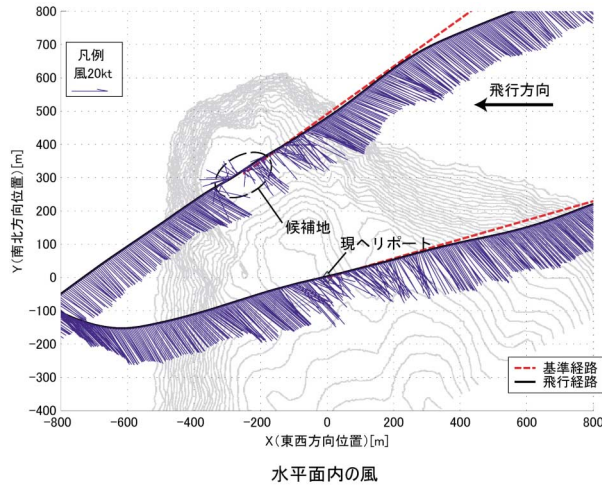 800
700
600
500
400
300
200
100
0
-100
-200
-300
-400
Y(南北方向位置)[m]
凡例
風20kt
飛行方向
候補地
現ヘリポート
基準経路
飛行経路
-800 -600 -400 -200 0 200 400 600 800
X(東西方向位置)[m]
水平面内の風